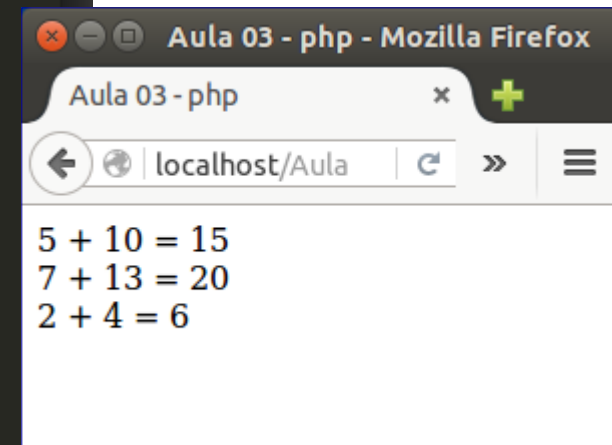 Aula 03 - php - Mozilla Firefox
Aula 03 - php
localhost/Aula
5 + 10 = 15
7 + 13 = 20
2 + 4 = 6